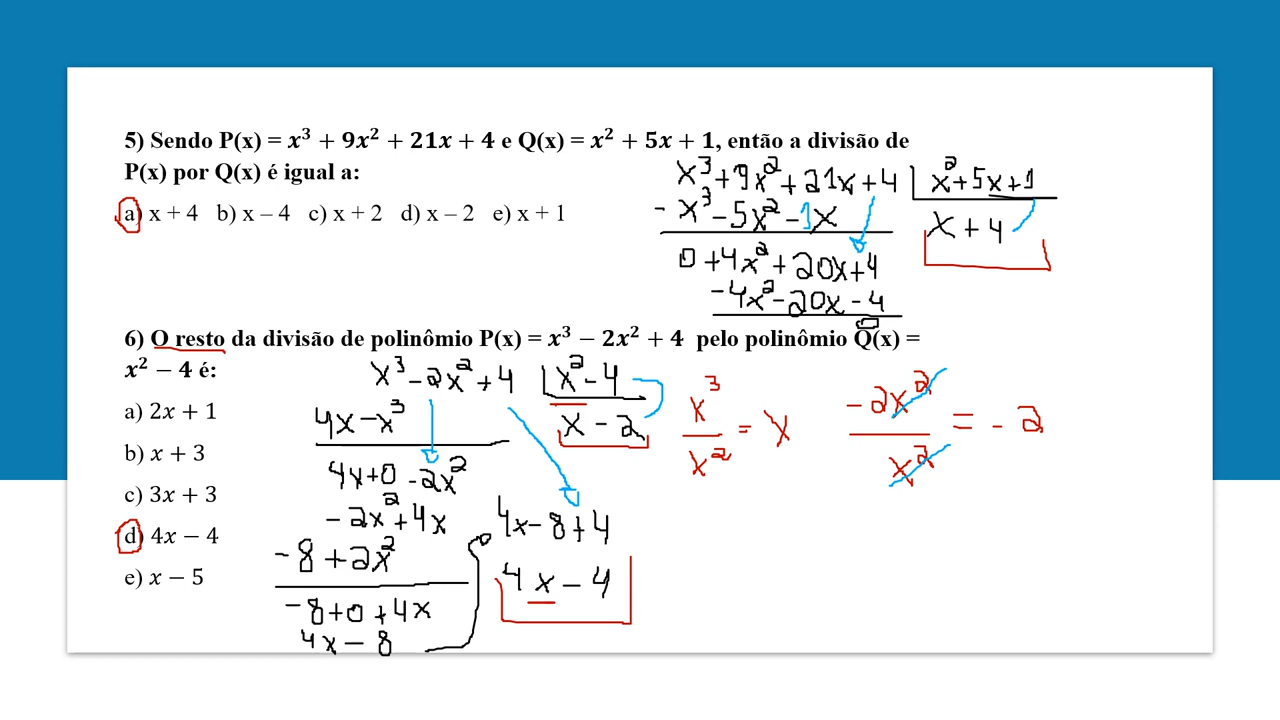 5) Sendo P(x) = x³ + 9x² + 21x + 4 e Q(x) = x² + 5x + 1, então a divisão de
P(x) por Q(x) é igual a:
a) x + 4 b) x – 4 c) x + 2 d) x – 2 e) x + 1
x³+9x²+21x+4 | x²+5x+1
- x³ -5x² -1x
x + 4
0 +4x²+20x+4
-4x²-20x-4
6) O resto da divisão de polinômio P(x) = x³ − 2x² + 4 pelo polinômio Q(x) =
x² − 4 é:
a) 2x + 1
b) x + 3
c) 3x + 3
d) 4x − 4
e) x − 5
x³-2x²+4 | x²-4
4x-x³
x - 2
4x+0 -2x²
-2x²+4x
-8+2x²
-8+0+4x
4x-8
4x-8+4
4x-4
x³
x²
= x
-2x²
x²
= -2